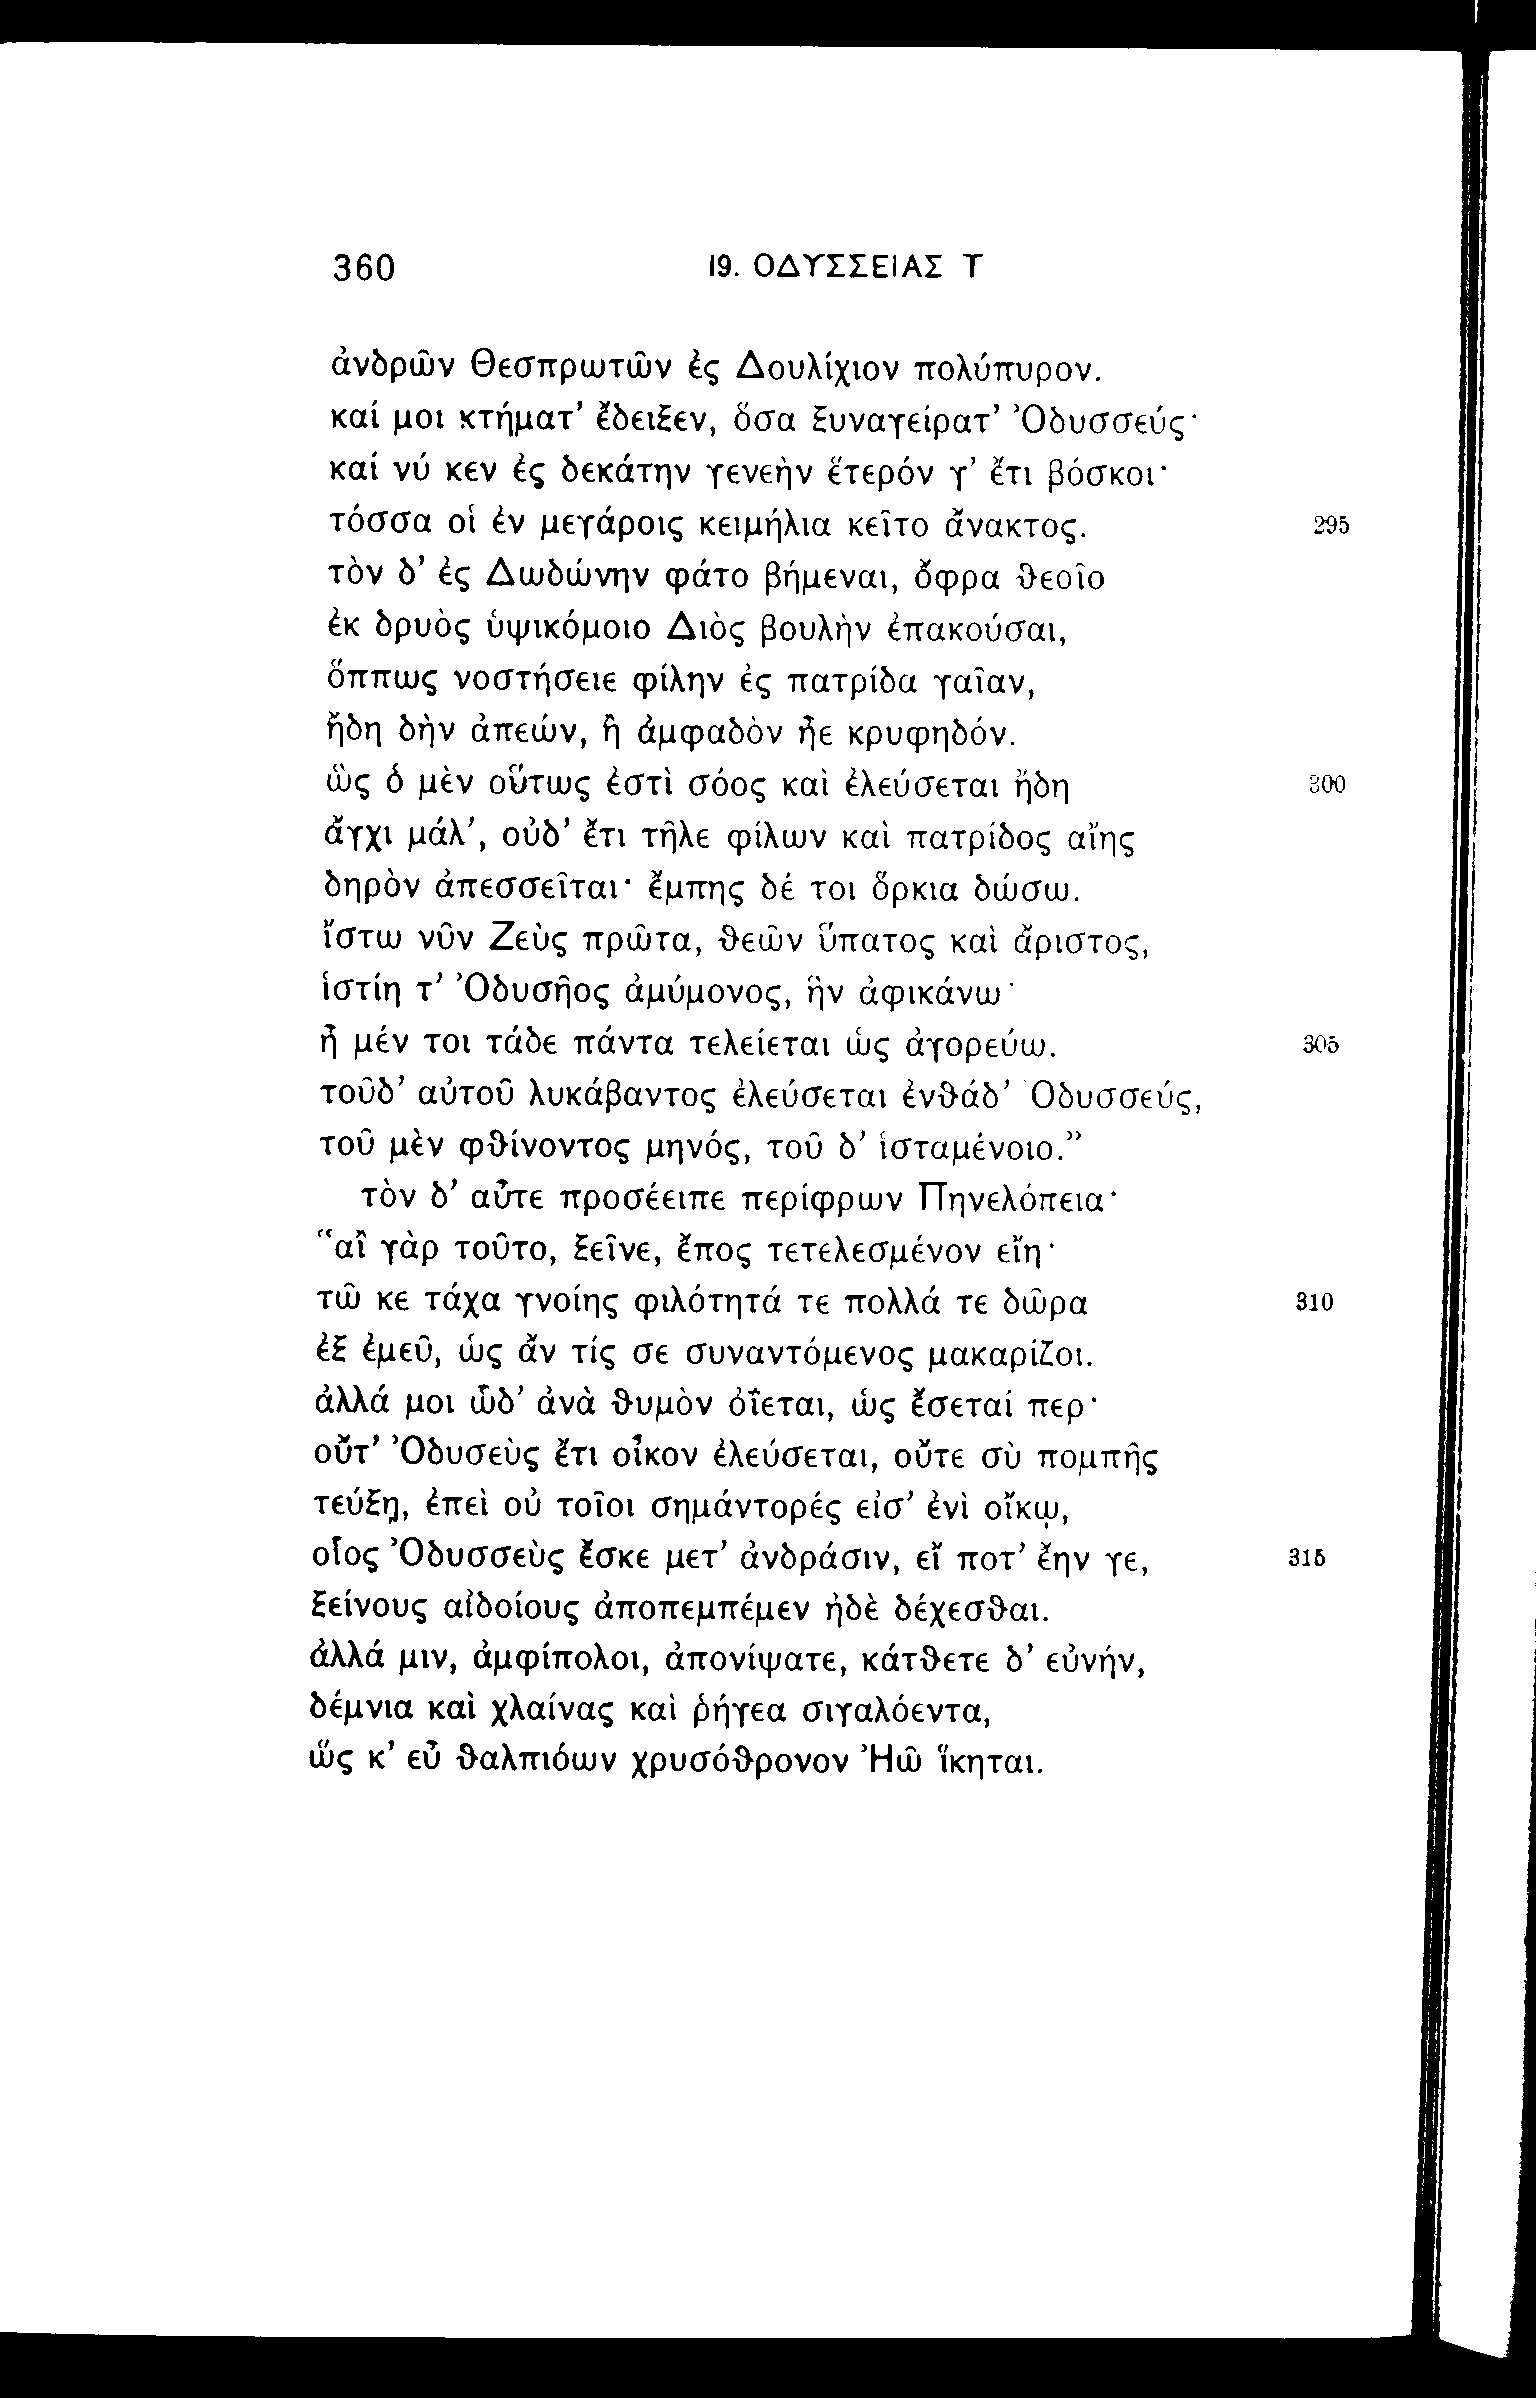 360 19. ΟΔΥΣΣΕΙΑΣ Τ
ἀνδρῶν Θεσπρωτῶν ἐς Δουλίχιον πολύπυρον.
καί μοι κτήματ’ ἔδειξεν, ὅσα ξυναγείρατ’ Ὀδυσσεύς·
καί νύ κεν ἐς δεκάτην γενεὴν ἕτερόν γ’ ἔτι βόσκοι·
τόσσα οἱ ἐν μεγάροις κειμήλια κεῖτο ἄνακτος. 295
τὸν δ’ ἐς Δωδώνην φάτο βήμεναι, ὄφρα θεοῖο
ἐκ δρυὸς ὑψικόμοιο Διὸς βουλὴν ἐπακούσαι,
ὅππως νοστήσειε φίλην ἐς πατρίδα γαῖαν,
ἤδη δὴν ἀπεών, ἢ ἀμφαδὸν ἦε κρυφηδόν.
ὣς ὁ μὲν οὕτως ἐστὶ σόος καὶ ἐλεύσεται ἤδη 300
ἄγχι μάλ’, οὐδ’ ἔτι τῆλε φίλων καὶ πατρίδος αἴης
δηρὸν ἀπεσσεῖται· ἔμπης δέ τοι ὅρκια δώσω.
ἴστω νῦν Ζεὺς πρῶτα, θεῶν ὕπατος καὶ ἄριστος,
ἱστίη τ’ Ὀδυσῆος ἀμύμονος, ἣν ἀφικάνω·
ἦ μέν τοι τάδε πάντα τελείεται ὡς ἀγορεύω. 305
τοῦδ’ αὐτοῦ λυκάβαντος ἐλεύσεται ἐνθάδ’ Ὀδυσσεύς,
τοῦ μὲν φθίνοντος μηνός, τοῦ δ’ ἱσταμένοιο.”
τὸν δ’ αὖτε προσέειπε περίφρων Πηνελόπεια·
“αἲ γὰρ τοῦτο, ξεῖνε, ἔπος τετελεσμένον εἴη·
τῶ κε τάχα γνοίης φιλότητά τε πολλά τε δῶρα 310
ἐξ ἐμεῦ, ὡς ἄν τίς σε συναντόμενος μακαρίζοι.
ἀλλά μοι ὧδ’ ἀνὰ θυμὸν ὀΐεται, ὡς ἔσεταί περ·
οὔτ’ Ὀδυσεὺς ἔτι οἶκον ἐλεύσεται, οὔτε σὺ πομπῆς
τεύξῃ, ἐπεὶ οὐ τοῖοι σημάντορές εἰσ’ ἐνὶ οἴκῳ,
οἷος Ὀδυσσεὺς ἔσκε μετ’ ἀνδράσιν, εἴ ποτ’ ἔην γε, 315
ξείνους αἰδοίους ἀποπεμπέμεν ἠδὲ δέχεσθαι.
ἀλλά μιν, ἀμφίπολοι, ἀπονίψατε, κάτθετε δ’ εὐνήν,
δέμνια καὶ χλαίνας καὶ ῥήγεα σιγαλόεντα,
ὥς κ’ εὖ θαλπιόων χρυσόθρονον Ἠῶ ἵκηται.